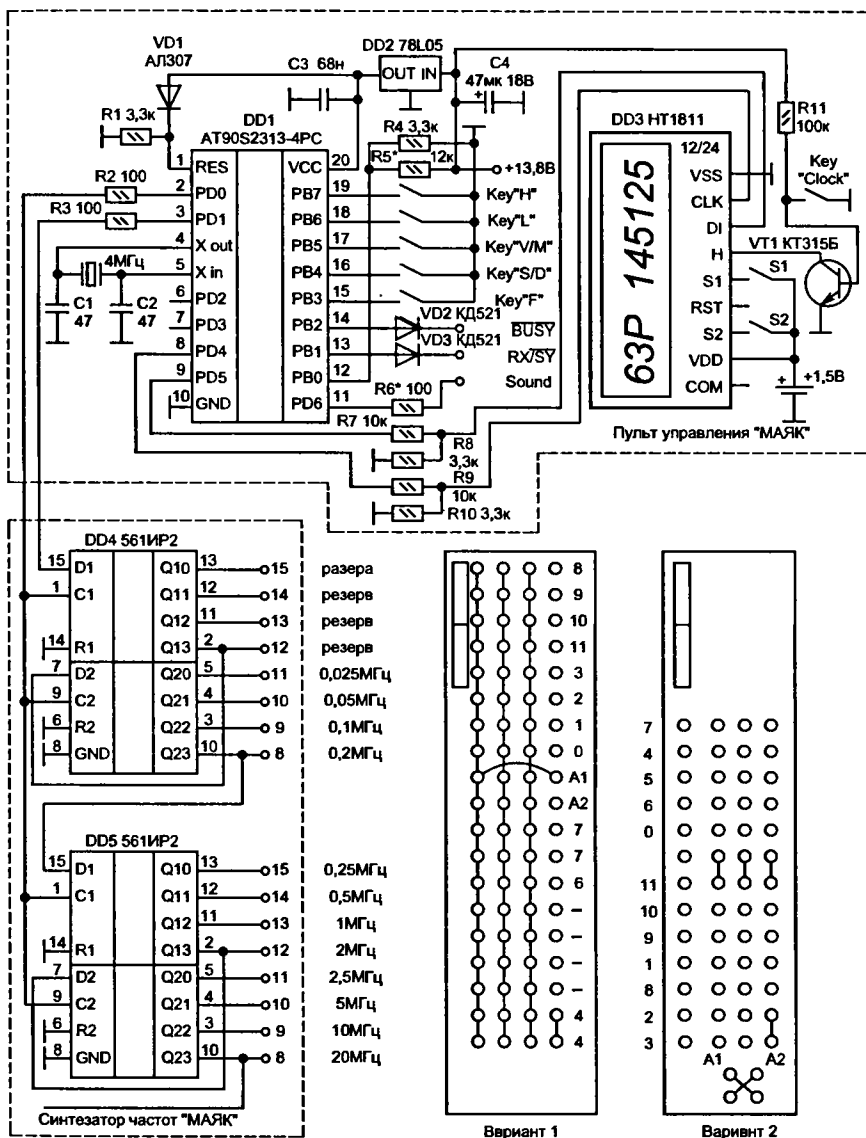 VD1
АЛ307
C3 68н
DD2 78L05
OUT IN
C4
47мк 18В
R1 3,3к
DD1
AT90S2313-4PC
R4 3,3к
R5*
12к
+13,8В
R11
100к
DD3 HT1811
12/24
63P 145125
VSS
CLK
DI
H
S1
RST
S2
VDD
COM
Key
"Clock"
VT1 КТ315Б
S1
S2
+
+1,5В
Пульт управления "МАЯК"
R2 100
R3 100
4МГц
C1
47
C2
47
1 RES VCC 20
2 PD0 PB7 19 Key"H"
3 PD1 PB6 18 Key"L"
4 X out PB5 17 Key"V/M"
5 X in PB4 16 Key"S/D"
6 PD2 PB3 15 Key"F"
7 PD3 PB2 14 VD2 КД521 BUSY
8 PD4 PB1 13 VD3 КД521 RX/SY
9 PD5 PB0 12
10 GND PD6 11 R6* 100 Sound
R7 10к
R8
3,3к
R9
10к
R10 3,3к
DD4 561ИР2
15 D1 Q10 13 15 разера
1 C1 Q11 12 14 резерв
Q12 11 13 резерв
14 R1 Q13 2 12 резерв
7 D2 Q20 5 11 0,025МГц
9 C2 Q21 4 10 0,05МГц
6 R2 Q22 3 9 0,1МГц
8 GND Q23 10 8 0,2МГц
DD5 561ИР2
15 D1 Q10 13 15 0,25МГц
1 C1 Q11 12 14 0,5МГц
Q12 11 13 1МГц
14 R1 Q13 2 12 2МГц
7 D2 Q20 5 11 2,5МГц
9 C2 Q21 4 10 5МГц
6 R2 Q22 3 9 10МГц
8 GND Q23 10 8 20МГц
Синтезатор частот "МАЯК"
8
9
10
11
3
2
1
0
A1
A2
7
7
6
–
–
–
–
4
4
Ввриант 1
7
4
5
6
0
11
10
9
1
8
2
3
A1 A2
Варивнт 2